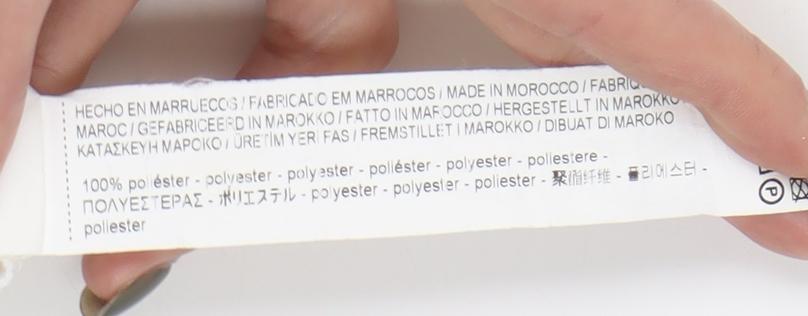 HECHO EN MARRUECOS / FABRICADO EM MARROCOS / MADE IN MOROCCO /
MAROC / GEFABRICEERD IN MAROKKO / FATTO IN MAROCCO / HERGESTELLT IN MAROKKO
ΚΑΤΑΣΚΕΥΗ ΜΑΡΟΚΟ / ÜRETİM YERİ FAS / FREMSTILLET I MAROKKO / DIBUAT DI MAROKO
100% poliéster - polyester - polyester - poliéster - polyester - poliestere -
ΠΟΛΥΕΣΤΕΡΑΣ - ポリエステル - polyester - polyester - poliester - 聚酯纤维 - 폴리에스터 -
poliester